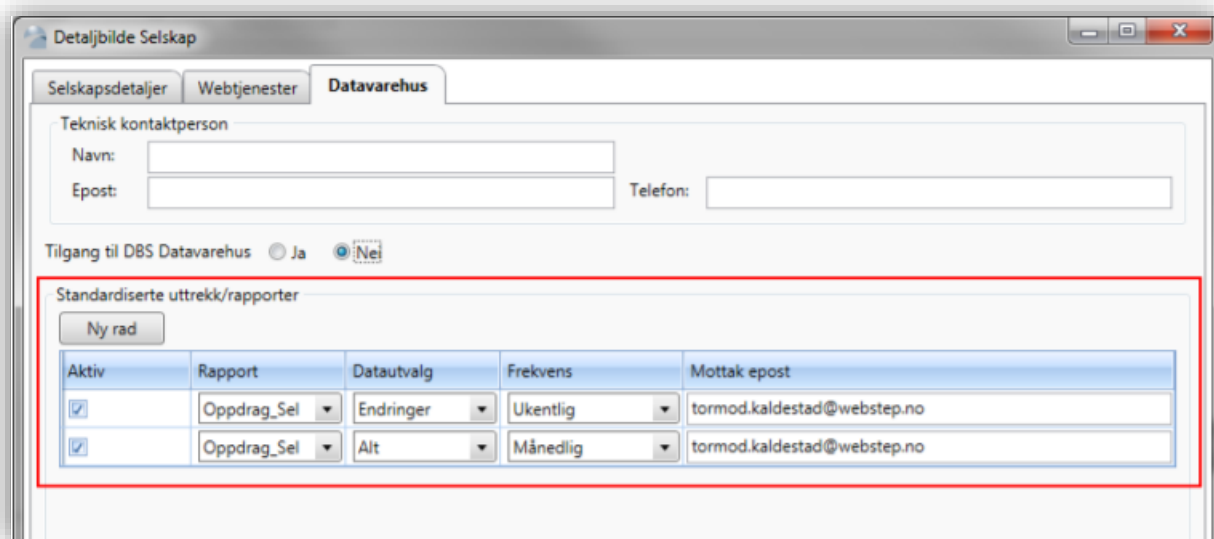 Detaljbilde Selskap
Selskapsdetaljer Webtjenester Datavarehus
Teknisk kontaktperson
Navn:
Epost: Telefon:
Tilgang til DBS Datavarehus Ja Nei
Standardiserte uttrekk/rapporter
Ny rad
Aktiv Rapport Datautvalg Frekvens Mottak epost
Oppdrag_Sel Endringer Ukentlig tormod.kaldestad@webstep.no
Oppdrag_Sel Alt Månedlig tormod.kaldestad@webstep.no